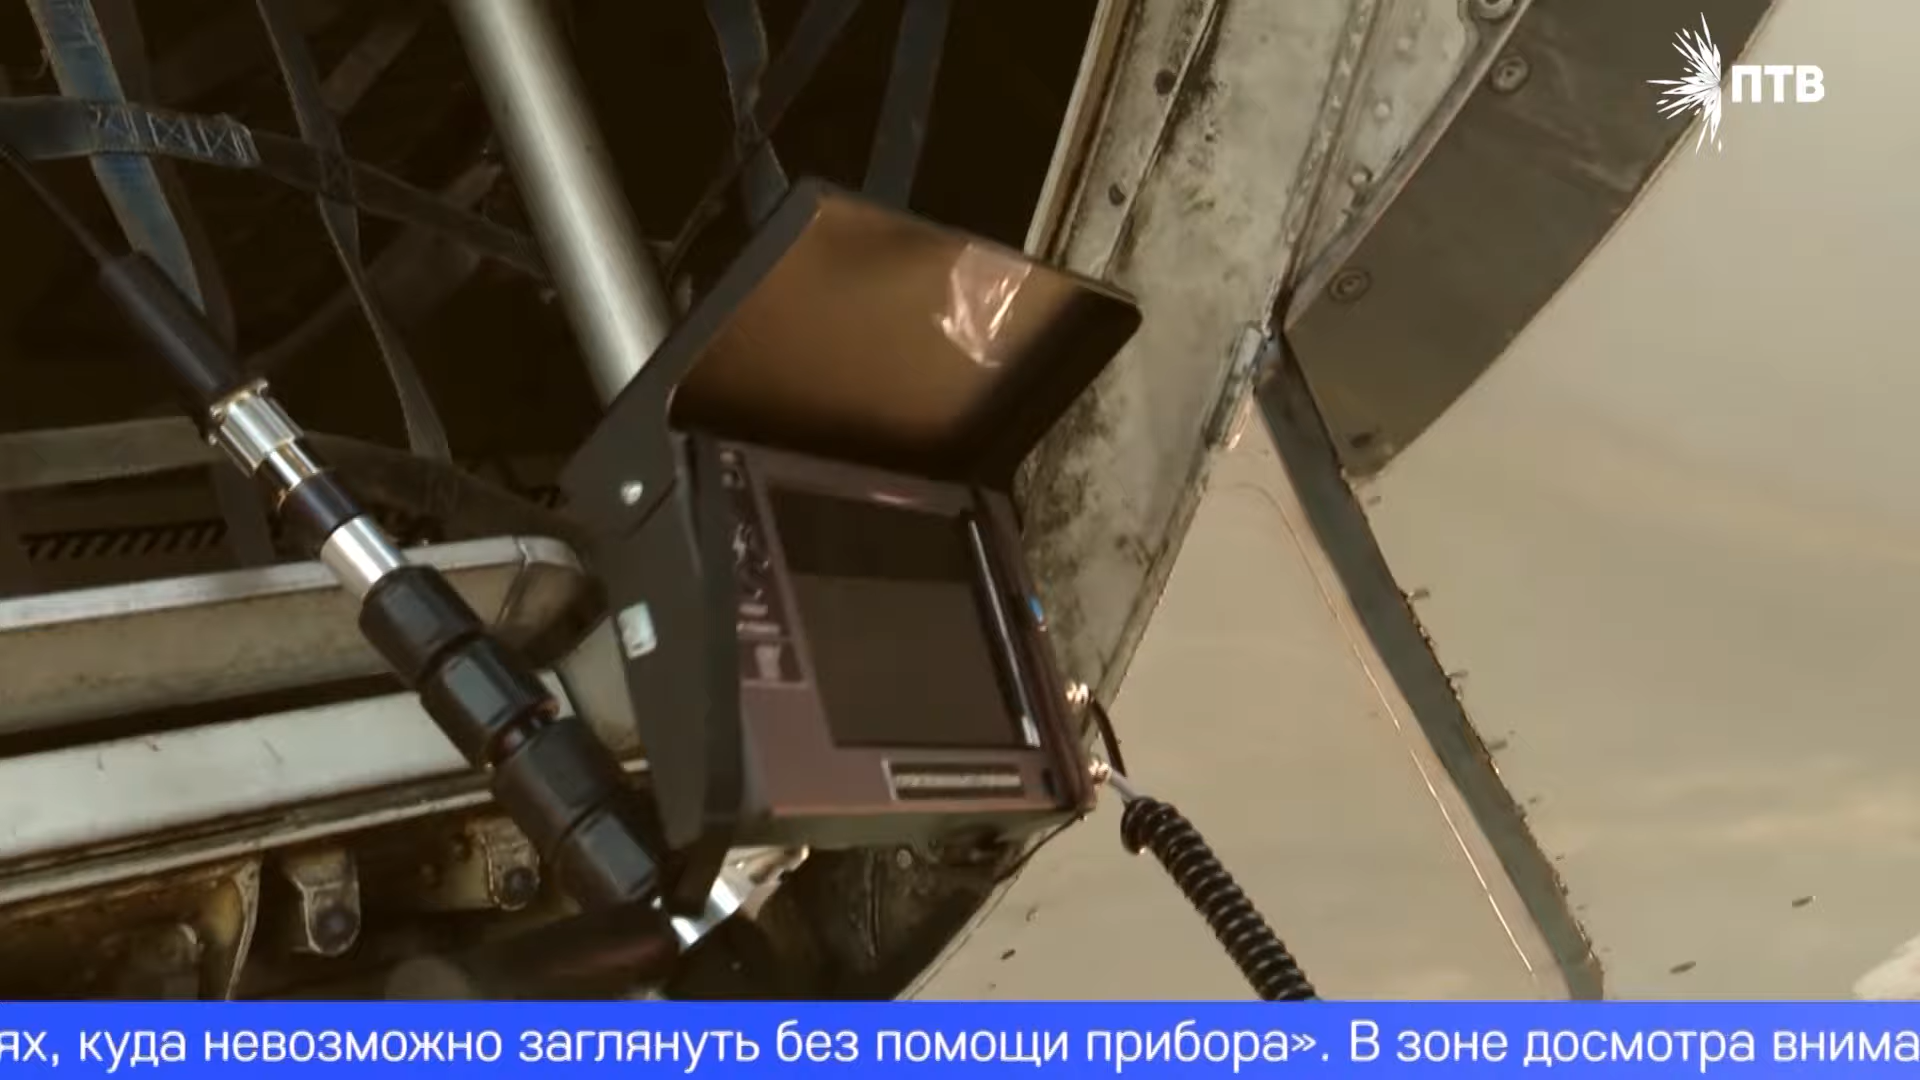 ПТВ
ях, куда невозможно заглянуть без помощи прибора». В зоне досмотра внима